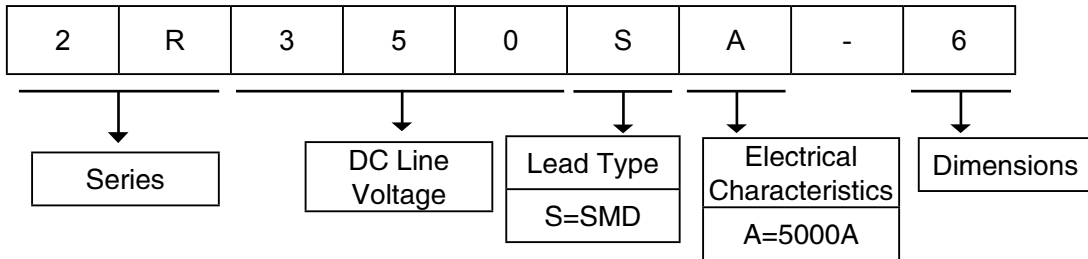 2 R 3 5 0 S A - 6
Series
DC Line
Voltage
Lead Type
S=SMD
Electrical
Characteristics
A=5000A
Dimensions